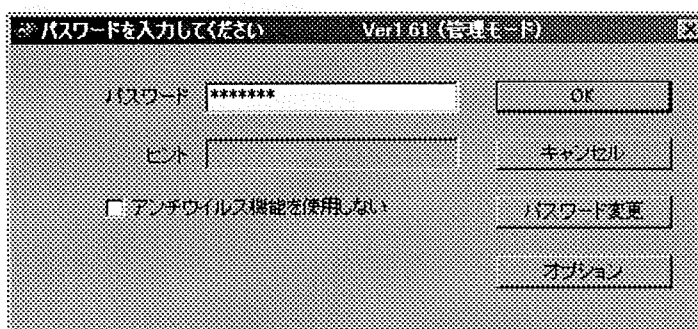 パスワードを入力してください Ver1.61 (管理モード)
パスワード ******* OK
ヒント キャンセル
アンチウイルス機能を使用しない パスワード変更
オプション